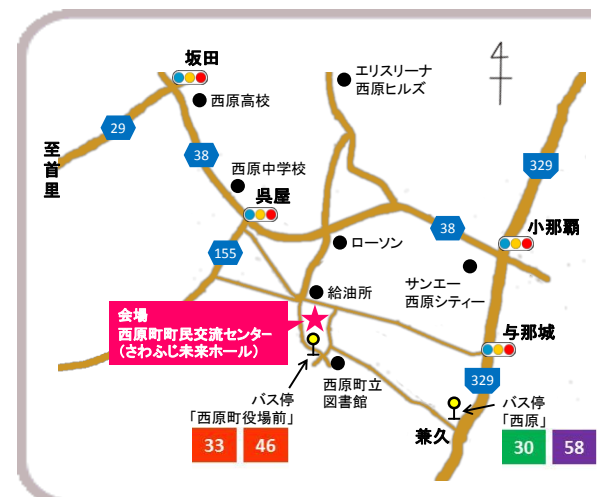 坂田
エリスリーナ
西原ヒルズ
西原高校
29
至首里
38
329
西原中学校
呉屋
小那覇
38
155
ローソン
サンエー
西原シティー
給油所
会場
西原町町民交流センター
(さわふじ未来ホール)
与那城
329
西原町立
図書館
バス停
「西原町役場前」
バス停
「西原」
兼久
33
46
30
58